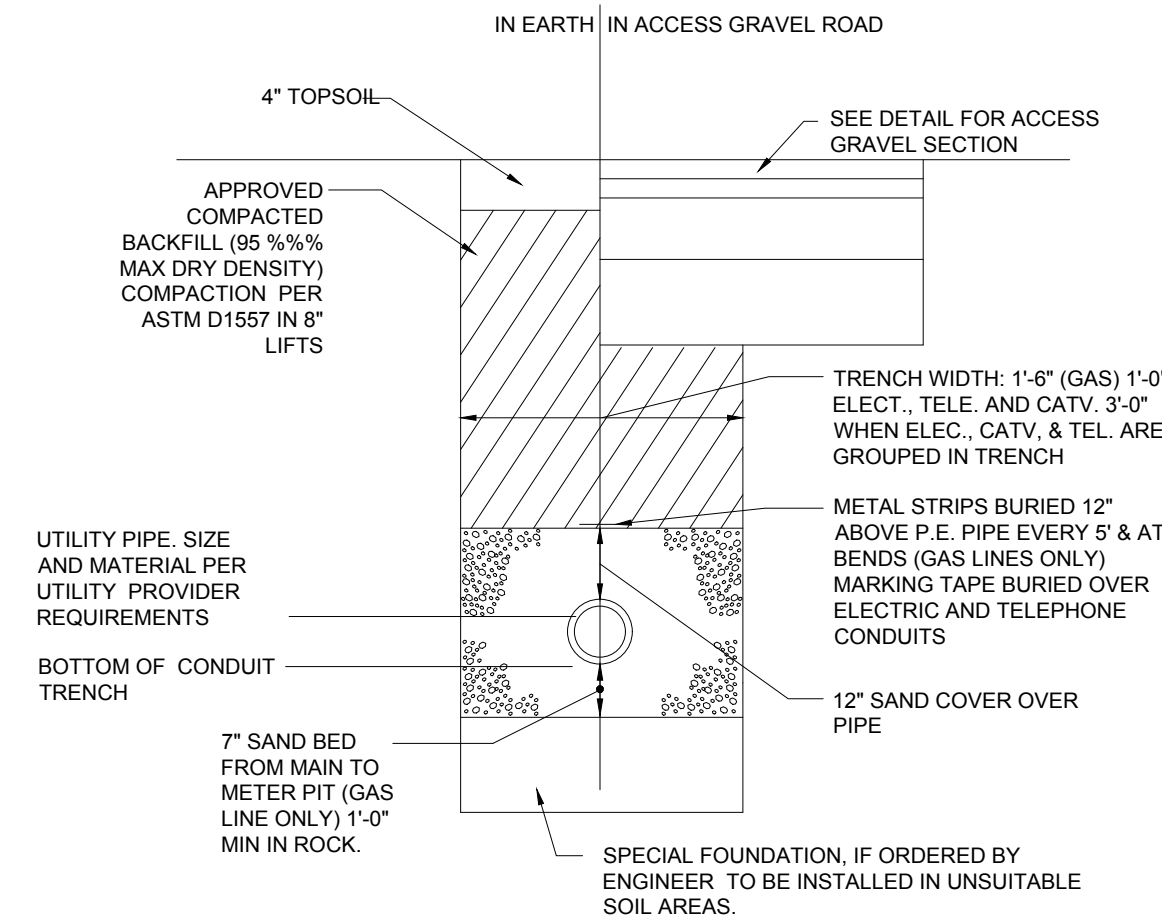 IN EARTH IN ACCESS GRAVEL ROAD
4" TOPSOIL
SEE DETAIL FOR ACCESS
GRAVEL SECTION
APPROVED
COMPACTED
BACKFILL (95 %%%
MAX DRY DENSITY)
COMPACTION PER
ASTM D1557 IN 8"
LIFTS
TRENCH WIDTH: 1'-6" (GAS) 1'-0"
ELECT., TELE. AND CATV. 3'-0"
WHEN ELEC., CATV, & TEL. ARE
GROUPED IN TRENCH
METAL STRIPS BURIED 12"
ABOVE P.E. PIPE EVERY 5' & AT
BENDS (GAS LINES ONLY)
MARKING TAPE BURIED OVER
ELECTRIC AND TELEPHONE
CONDUITS
UTILITY PIPE. SIZE
AND MATERIAL PER
UTILITY PROVIDER
REQUIREMENTS
BOTTOM OF CONDUIT
TRENCH
12" SAND COVER OVER
PIPE
7" SAND BED
FROM MAIN TO
METER PIT (GAS
LINE ONLY) 1'-0"
MIN IN ROCK.
SPECIAL FOUNDATION, IF ORDERED BY
ENGINEER TO BE INSTALLED IN UNSUITABLE
SOIL AREAS.